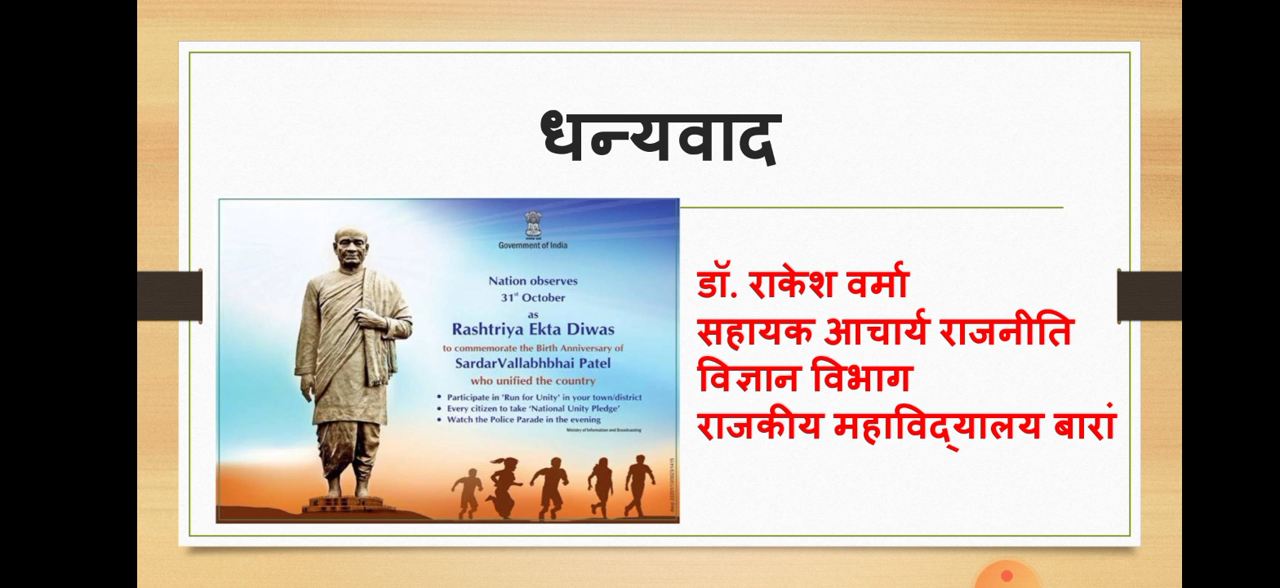 धन्यवाद
Government of India
Nation observes
31st October
as
Rashtriya Ekta Diwas
to commemorate the Birth Anniversary of
SardarVallabhbhai Patel
who unified the country
• Participate in 'Run for Unity' in your town/district
• Every citizen to take 'National Unity Pledge'
• Watch the Police Parade in the evening
Ministry of Information and Broadcasting
डॉ. राकेश वर्मा
सहायक आचार्य राजनीति
विज्ञान विभाग
राजकीय महाविद्यालय बारां